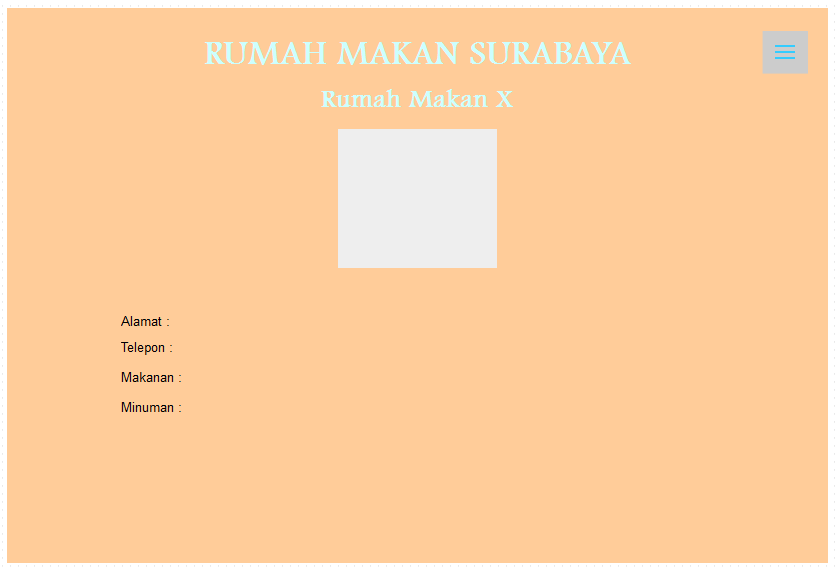 RUMAH MAKAN SURABAYA
Rumah Makan X
Alamat :
Telepon :
Makanan :
Minuman :